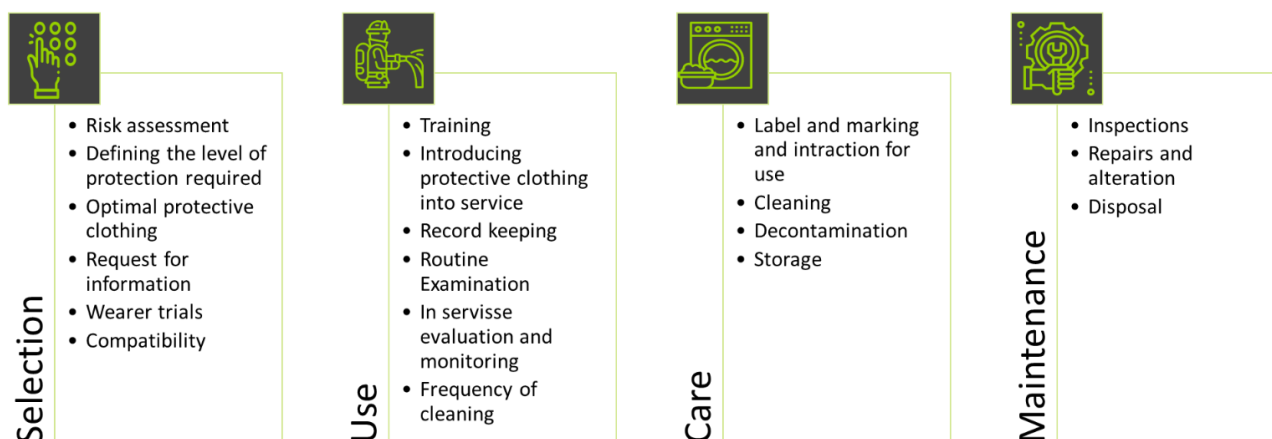 Selection
• Risk assessment
• Defining the level of
protection required
• Optimal protective
clothing
• Request for
information
• Wearer trials
• Compatibility
Use
• Training
• Introducing
protective clothing
into service
• Record keeping
• Routine
Examination
• In servisse
evaluation and
monitoring
• Frequency of
cleaning
Care
• Label and marking
and intraction for
use
• Cleaning
• Decontamination
• Storage
Maintenance
• Inspections
• Repairs and
alteration
• Disposal